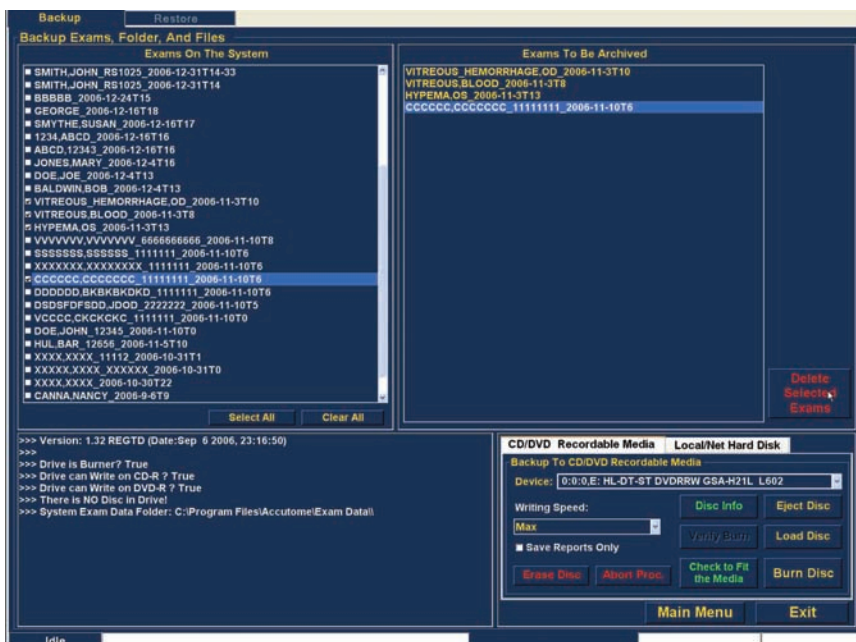 Backup Restore
Backup Exams, Folder, And Files
Exams On The System
SMITH,JOHN_RS1025_2006-12-31T14-33
SMITH,JOHN_RS1025_2006-12-31T14
BBBBB_2006-12-24T15
GEORGE_2006-12-16T18
SMYTHE,SUSAN_2006-12-16T17
1234,ABCD_2006-12-16T16
ABCD,12343_2006-12-16T16
JONES,MARY_2006-12-4T16
DOE,JOE_2006-12-4T13
BALDWIN,BOB_2006-12-4T13
VITREOUS_HEMORRHAGE,OD_2006-11-3T10
VITREOUS,BLOOD_2006-11-3T8
HYPEMA,OS_2006-11-3T13
VVVVVVV,VVVVVVV_6666666666_2006-11-10T8
SSSSSSS,SSSSSS_1111111_2006-11-10T6
XXXXXXX,XXXXXXXX_1111111_2006-11-10T6
CCCCCC,CCCCCCC_11111111_2006-11-10T6
DDDDDD,BKBKBKDKD_1111111_2006-11-10T6
DSDSFDFSDD,JDOD_2222222_2006-11-10T5
VCCCC,CKCKCKC_1111111_2006-11-10T0
DOE,JOHN_12345_2006-11-10T0
HUL,BAR_12656_2006-11-5T10
XXXX,XXXX_11112_2006-10-31T1
XXXXX,XXXX_XXXXXX_2006-10-31T0
XXXX,XXXX_2006-10-30T22
CANNA,NANCY_2006-9-6T9
Select All Clear All
Exams To Be Archived
VITREOUS_HEMORRHAGE,OD_2006-11-3T10
VITREOUS,BLOOD_2006-11-3T8
HYPEMA,OS_2006-11-3T13
CCCCCC,CCCCCCC_11111111_2006-11-10T6
Delete
Selected
Exams
>>> Version: 1.32 REGTD (Date:Sep 6 2006, 23:16:50)
>>>
>>> Drive is Burner? True
>>> Drive can Write on CD-R ? True
>>> Drive can Write on DVD-R ? True
>>> There is NO Disc in Drive!
>>> System Exam Data Folder: C:\Program Files\Accutome\Exam Data\\
CD/DVD Recordable Media Local/Net Hard Disk
Backup To CD/DVD Recordable Media
Device: 0:0:0,E: HL-DT-ST DVDRRW GSA-H21L L602
Writing Speed:
Max
Save Reports Only
Disc Info Eject Disc
Verify Burn Load Disc
Erase Disc Abort Proc. Check to Fit
the Media Burn Disc
Main Menu Exit
Idle